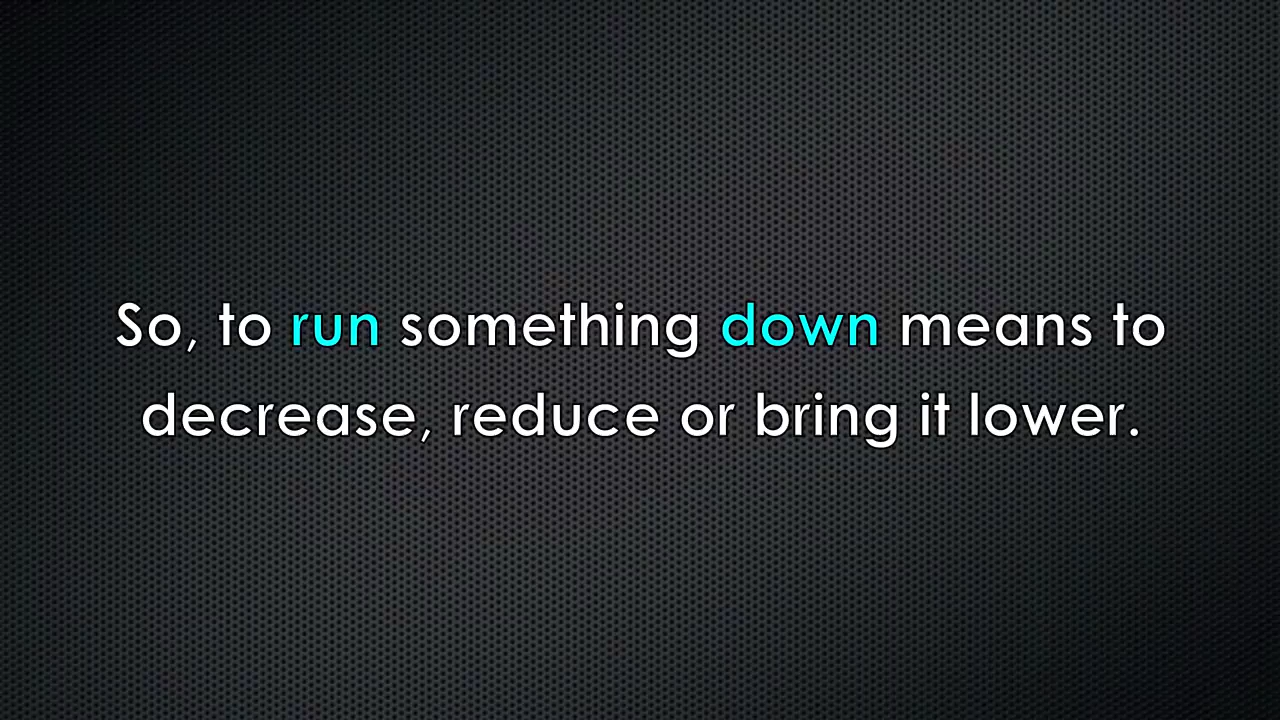 So, to run something down means to
decrease, reduce or bring it lower.